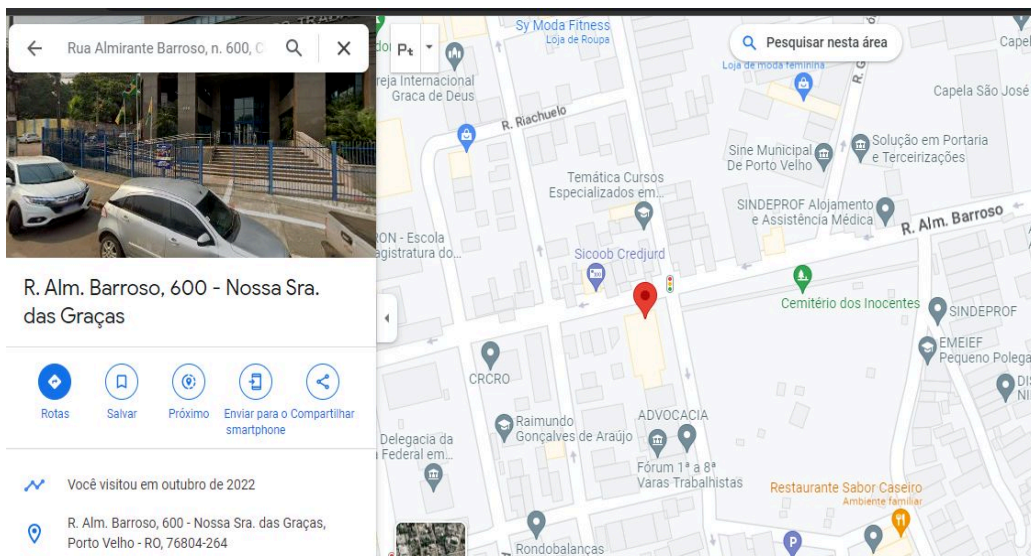 TRABAL
Rua Almirante Barroso, n. 600, C
R. Alm. Barroso, 600 - Nossa Sra.
das Graças
Rotas
Salvar
Próximo
Enviar para o
smartphone
Compartilhar
Você visitou em outubro de 2022
R. Alm. Barroso, 600 - Nossa Sra. das Graças,
Porto Velho - RO, 76804-264
Pesquisar nesta área
Sy Moda Fitness
Loja de Roupa
reja Internacional
Graca de Deus
R. Riachuelo
Loja de moda feminina
R. G
Capel
Capela São José
Sine Municipal
De Porto Velho
Solução em Portaria
e Terceirizações
Temática Cursos
Especializados em...
SINDEPROF Alojamento
e Assistência Médica
R. Alm. Barroso
RON - Escola
agistratura do...
Sicoob Credjurd
Cemitério dos Inocentes
SINDEPROF
EMEIEF
Pequeno Polega
CRCRO
DIS
NI
Raimundo
Gonçalves de Araújo
ADVOCACIA
Delegacia da
a Federal em...
Fórum 1ª a 8ª
Varas Trabalhistas
Restaurante Sabor Caseiro
Ambiente familiar
P
Rondobalanças